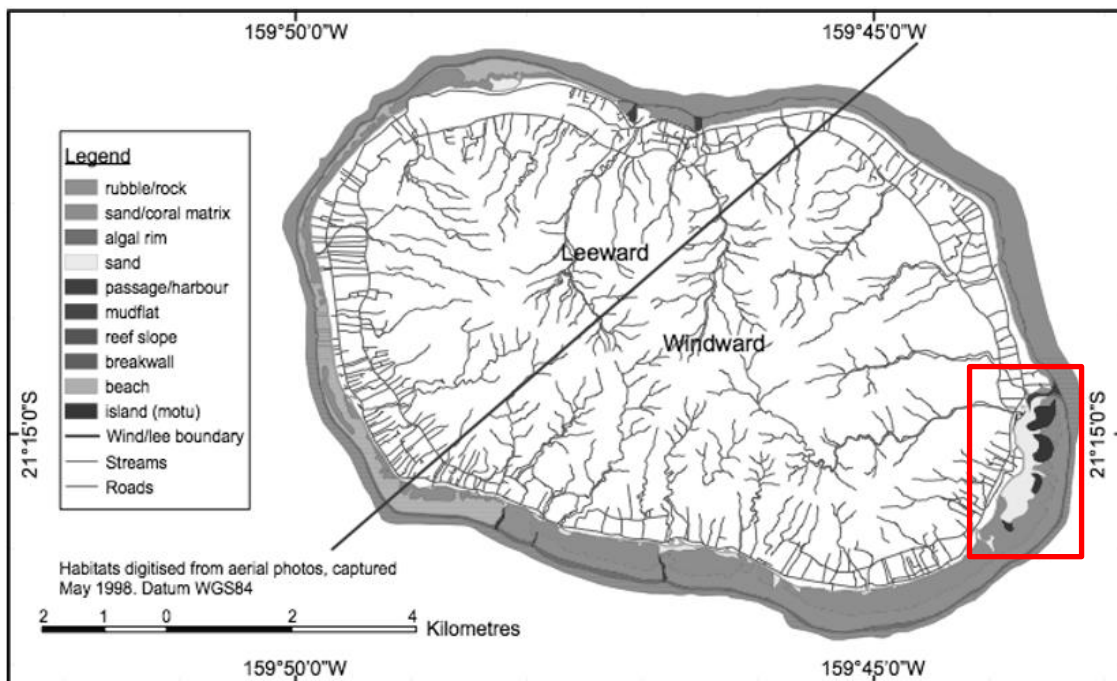 159°50'0"W
159°45'0"W
Legend
rubble/rock
sand/coral matrix
algal rim
sand
passage/harbour
mudflat
reef slope
breakwall
beach
island (motu)
Wind/lee boundary
Streams
Roads
Leeward
Windward
21°15'0"S
21°15'0"S
Habitats digitised from aerial photos, captured
May 1998. Datum WGS84
2 1 0 2 4 Kilometres
159°50'0"W
159°45'0"W